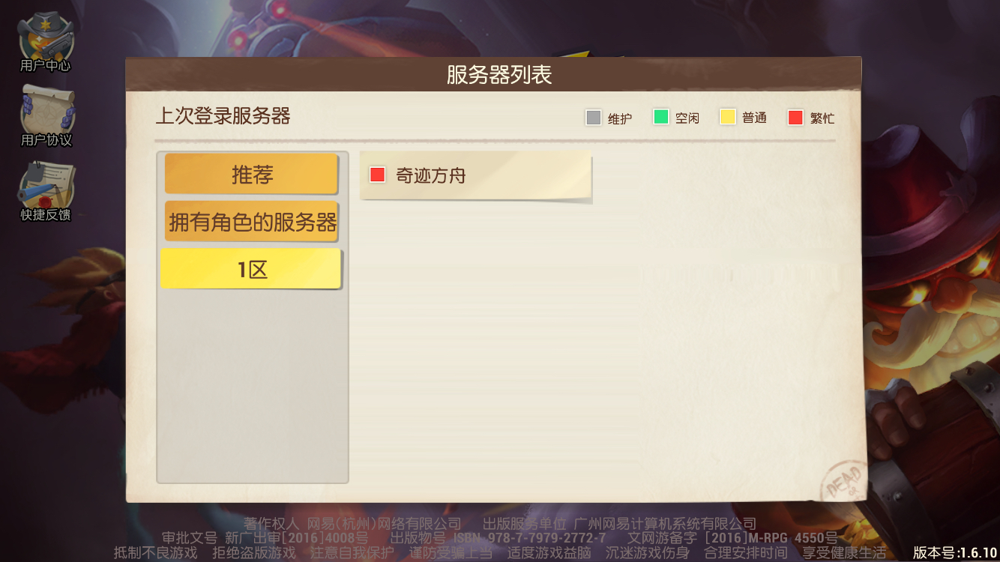 用户中心
用户协议
快捷反馈
服务器列表
上次登录服务器
维护 空闲 普通 繁忙
推荐
拥有角色的服务器
1区
奇迹方舟
DEAD
OR
著作权人 网易(杭州)网络有限公司 出版服务单位 广州网易计算机系统有限公司
审批文号 新广出审[2016]4008号 出版物号 ISBN 978-7-7979-2772-7 文网游备字 [2016]M-RPG 4550号
抵制不良游戏 拒绝盗版游戏 注意自我保护 谨防受骗上当 适度游戏益脑 沉迷游戏伤身 合理安排时间 享受健康生活
版本号:1.6.10